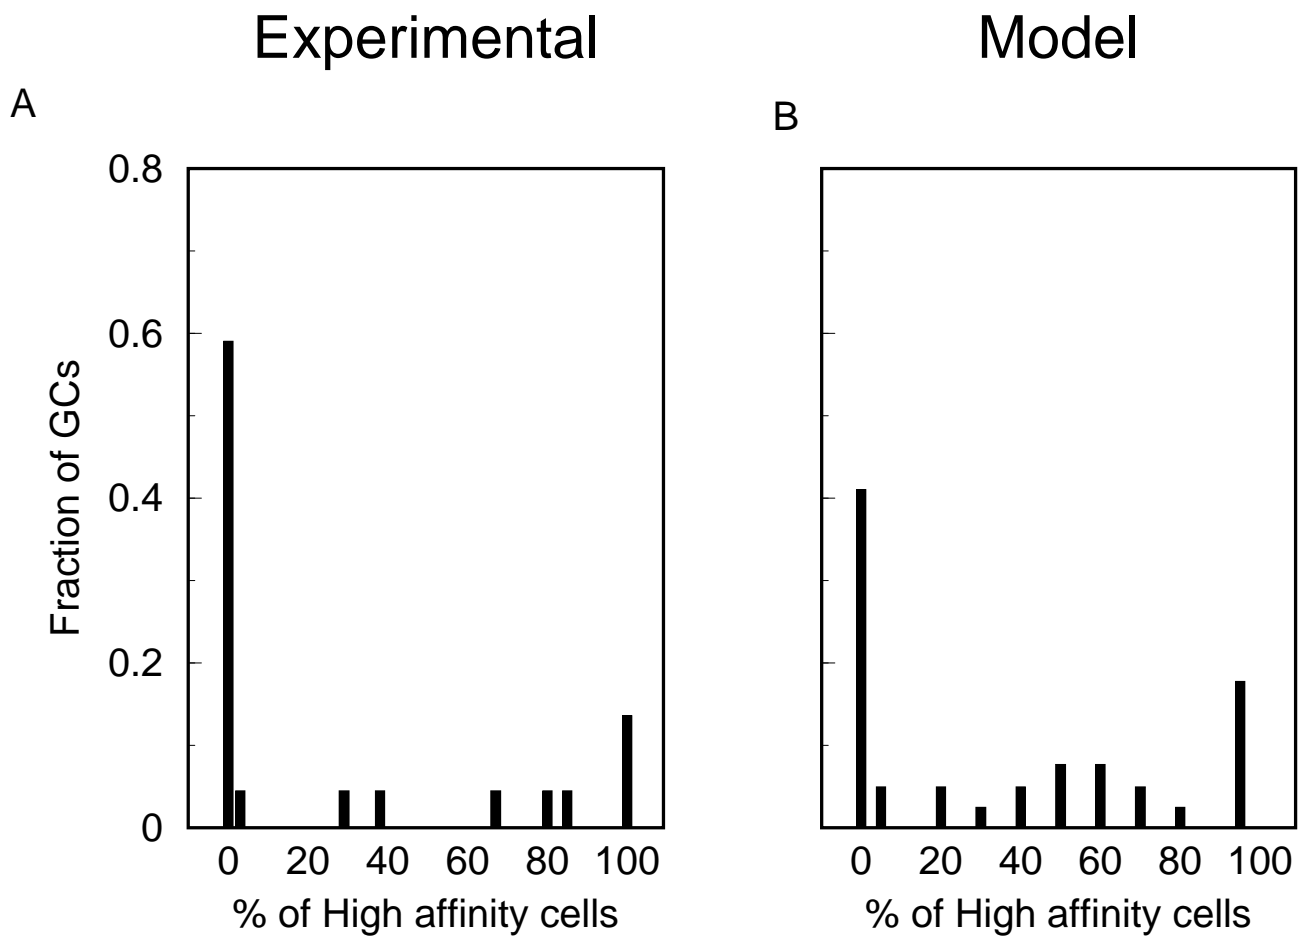 Experimental
Model
A
B
0.8
0.6
0.4
0.2
0
Fraction of GCs
0 20 40 60 80 100
% of High affinity cells
0 20 40 60 80 100
% of High affinity cells